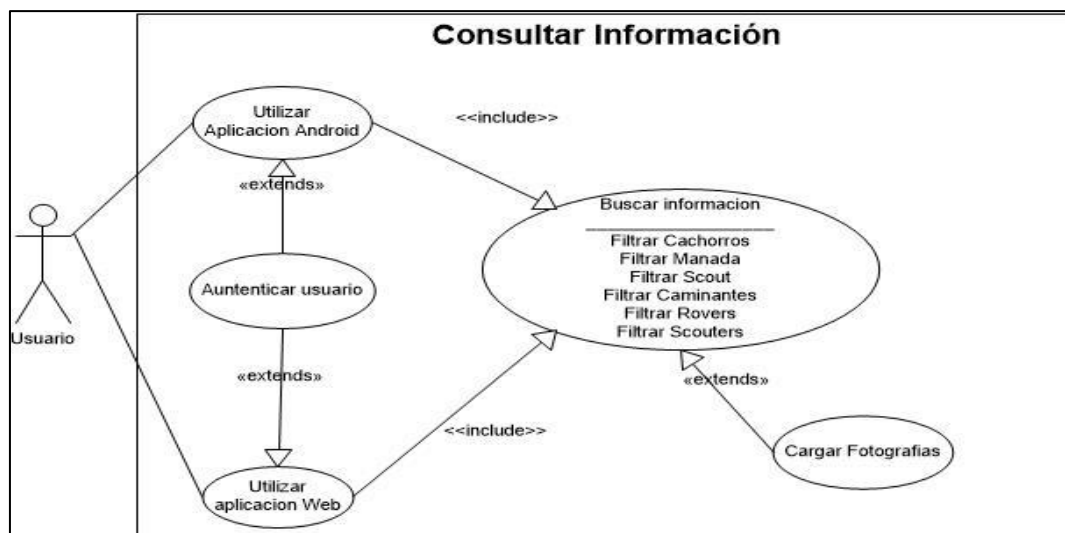 Consultar Información
Utilizar
Aplicacion Android
<<include>>
«extends»
Buscar informacion
Filtrar Cachorros
Filtrar Manada
Filtrar Scout
Filtrar Caminantes
Filtrar Rovers
Filtrar Scouters
Auntenticar usuario
Usuario
«extends»
«extends»
<<include>>
Cargar Fotografias
Utilizar
aplicacion Web